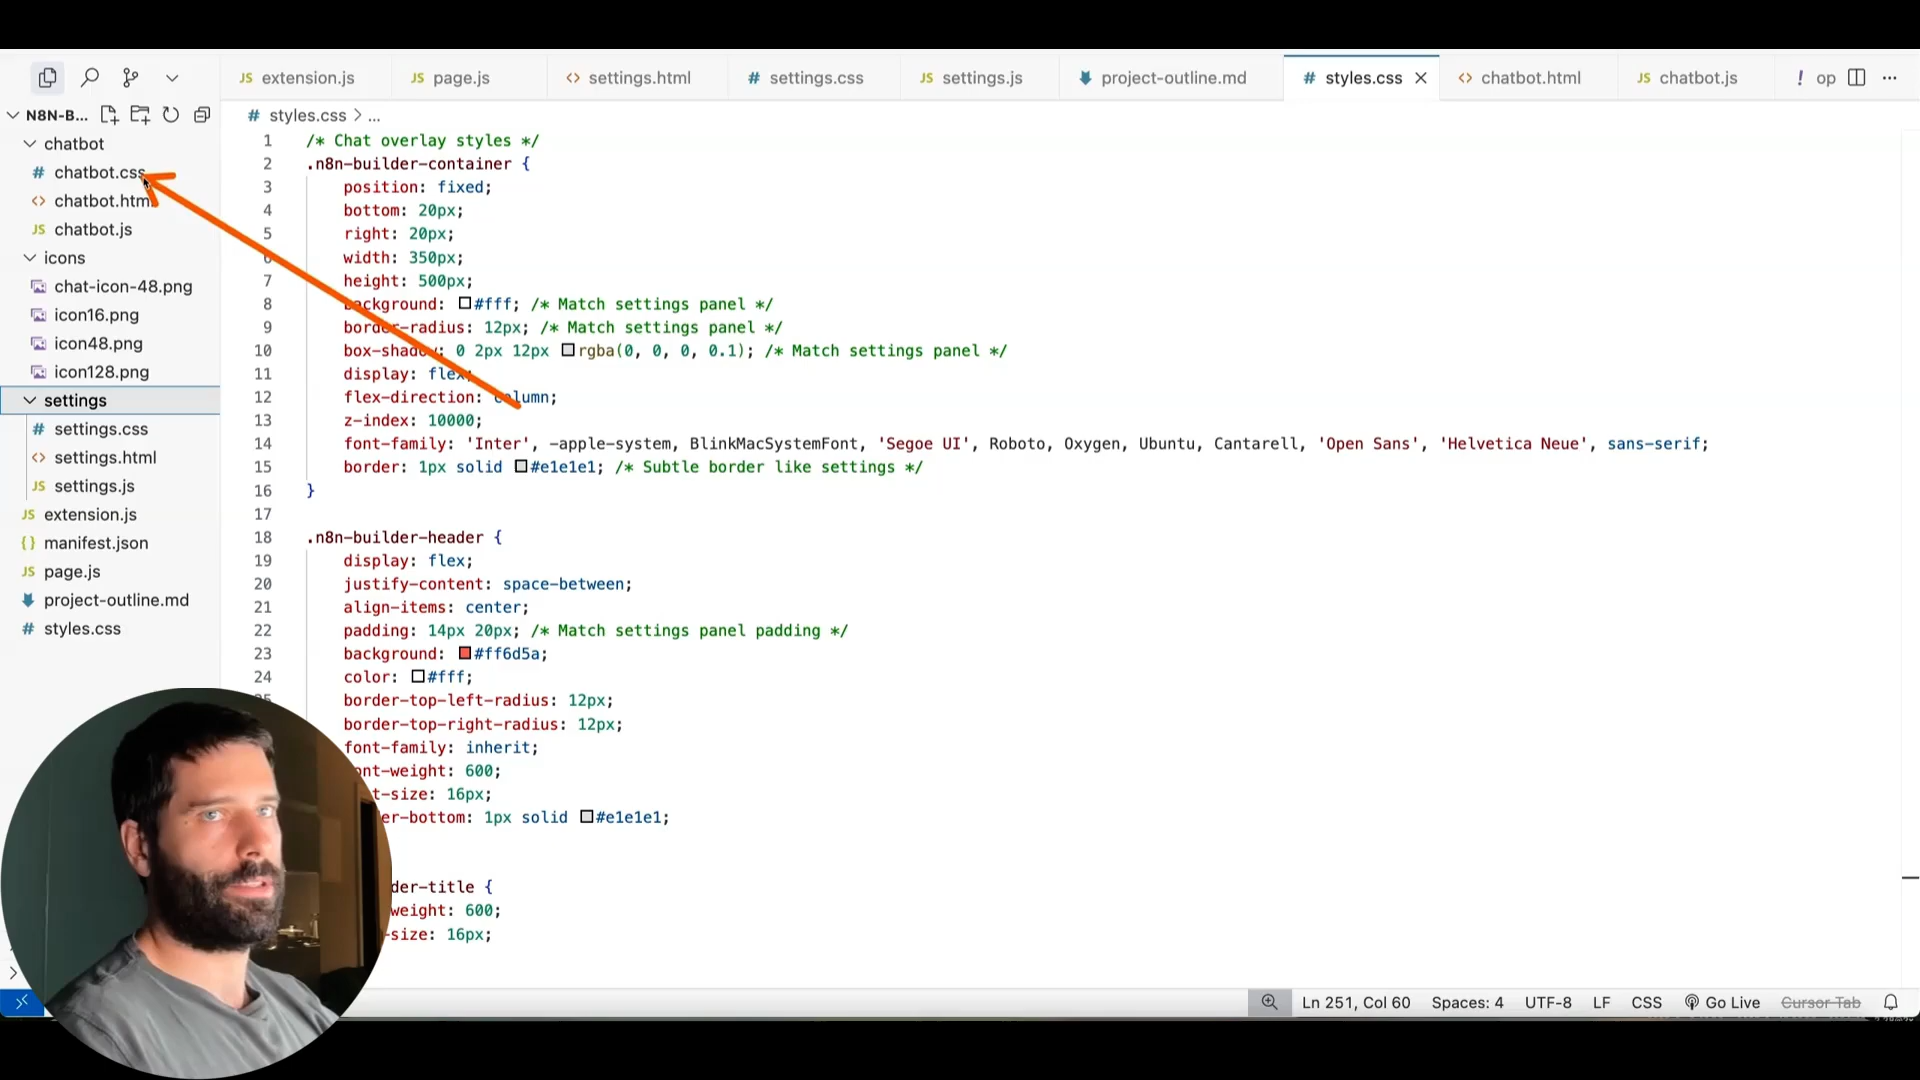 extension.js
page.js
settings.html
settings.css
settings.js
project-outline.md
styles.css
chatbot.html
chatbot.js
! op
N8N-B...
styles.css > ...
chatbot
chatbot.css
chatbot.html
chatbot.js
icons
chat-icon-48.png
icon16.png
icon48.png
icon128.png
settings
settings.css
settings.html
settings.js
extension.js
manifest.json
page.js
project-outline.md
styles.css
1 /* Chat overlay styles */
2 .n8n-builder-container {
3 position: fixed;
4 bottom: 20px;
5 right: 20px;
6 width: 350px;
7 height: 500px;
8 background: #fff; /* Match settings panel */
9 border-radius: 12px; /* Match settings panel */
10 box-shadow: 0 2px 12px rgba(0, 0, 0, 0.1); /* Match settings panel */
11 display: flex;
12 flex-direction: column;
13 z-index: 10000;
14 font-family: 'Inter', -apple-system, BlinkMacSystemFont, 'Segoe UI', Roboto, Oxygen, Ubuntu, Cantarell, 'Open Sans', 'Helvetica Neue', sans-serif;
15 border: 1px solid #e1e1e1; /* Subtle border like settings */
16 }
17
18 .n8n-builder-header {
19 display: flex;
20 justify-content: space-between;
21 align-items: center;
22 padding: 14px 20px; /* Match settings panel padding */
23 background: #ff6d5a;
24 color: #fff;
25 border-top-left-radius: 12px;
border-top-right-radius: 12px;
font-family: inherit;
ont-weight: 600;
t-size: 16px;
er-bottom: 1px solid #e1e1e1;
der-title {
weight: 600;
-size: 16px;
Ln 251, Col 60
Spaces: 4
UTF-8
LF
CSS
Go Live
Cursor Tab